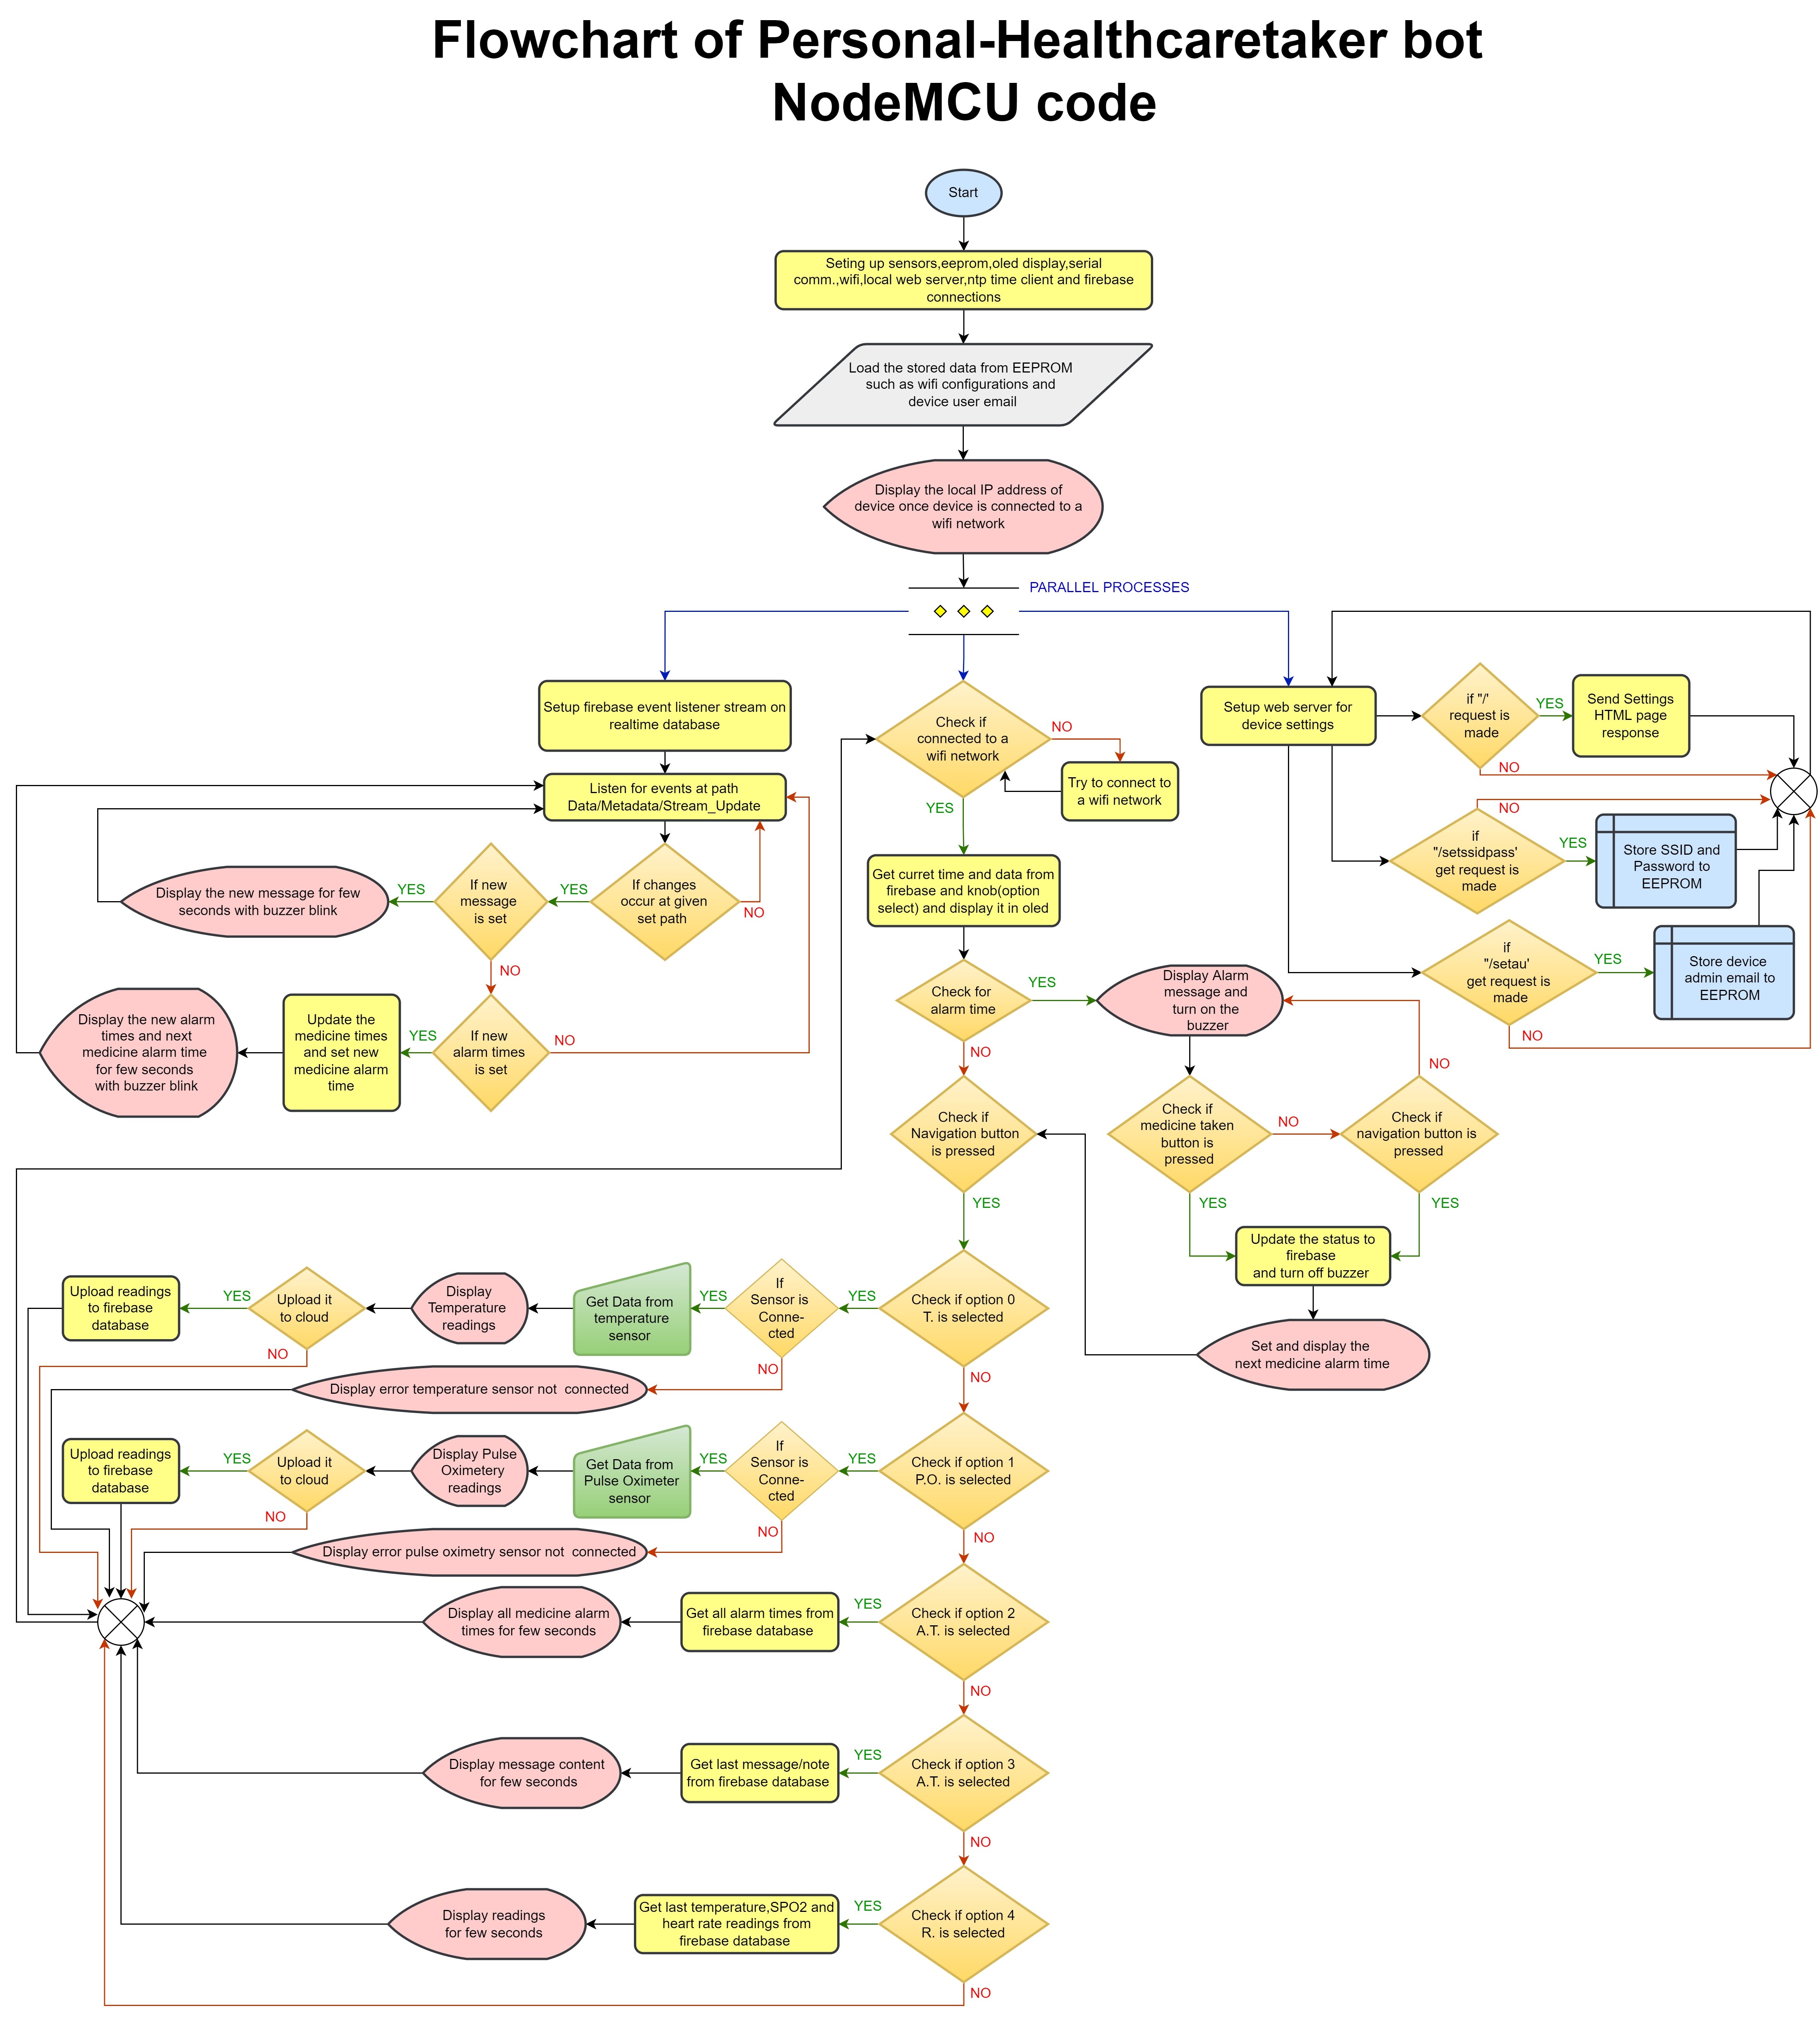 Flowchart of Personal-Healthcaretaker bot
NodeMCU code
Start
Seting up sensors,eeprom,oled display,serial
comm.,wifi,local web server,ntp time client and firebase
connections
Load the stored data from EEPROM
such as wifi configurations and
device user email
Display the local IP address of
device once device is connected to a
wifi network
PARALLEL PROCESSES
Setup firebase event listener stream on
realtime database
Listen for events at path
Data/Metadata/Stream_Update
If changes
occur at given
set path
NO
YES
If new
message
is set
YES
Display the new message for few
seconds with buzzer blink
NO
If new
alarm times
is set
NO
YES
Update the
medicine times
and set new
medicine alarm
time
Display the new alarm
times and next
medicine alarm time
for few seconds
with buzzer blink
Check if
connected to a
wifi network
NO
Try to connect to
a wifi network
YES
Get curret time and data from
firebase and knob(option
select) and display it in oled
Check for
alarm time
YES
Display Alarm
message and
turn on the
buzzer
NO
Check if
Navigation button
is pressed
Check if
medicine taken
button is
pressed
NO
Check if
navigation button is
pressed
NO
YES
YES
YES
Update the status to
firebase
and turn off buzzer
Set and display the
next medicine alarm time
Setup web server for
device settings
if "/'
request is
made
YES
Send Settings
HTML page
response
NO
NO
if
"/setssidpass'
get request is
made
YES
Store SSID and
Password to
EEPROM
if
"/setau'
get request is
made
YES
Store device
admin email to
EEPROM
NO
Check if option 0
T. is selected
YES
If
Sensor is
Conne-
cted
YES
Get Data from
temperature
sensor
Display
Temperature
readings
Upload it
to cloud
YES
Upload readings
to firebase
database
NO
NO
Display error temperature sensor not  connected
NO
Check if option 1
P.O. is selected
YES
If
Sensor is
Conne-
cted
YES
Get Data from
Pulse Oximeter
sensor
Display Pulse
Oximetery
readings
Upload it
to cloud
YES
Upload readings
to firebase
database
NO
NO
Display error pulse oximetry sensor not  connected
NO
Check if option 2
A.T. is selected
YES
Get all alarm times from
firebase database
Display all medicine alarm
times for few seconds
NO
Check if option 3
A.T. is selected
YES
Get last message/note
from firebase database
Display message content
for few seconds
NO
Check if option 4
R. is selected
YES
Get last temperature,SPO2 and
heart rate readings from
firebase database
Display readings
for few seconds
NO